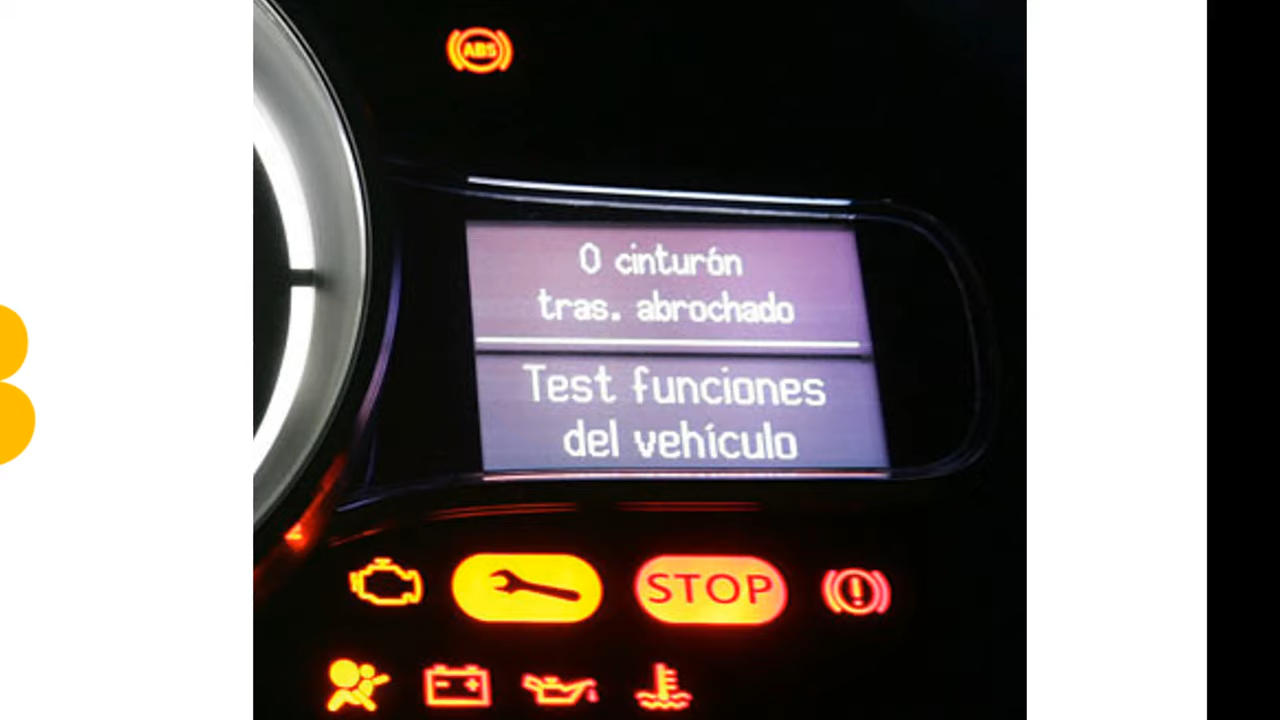 ABS
0 cinturón
tras. abrochado
Test funciones
del vehículo
STOP